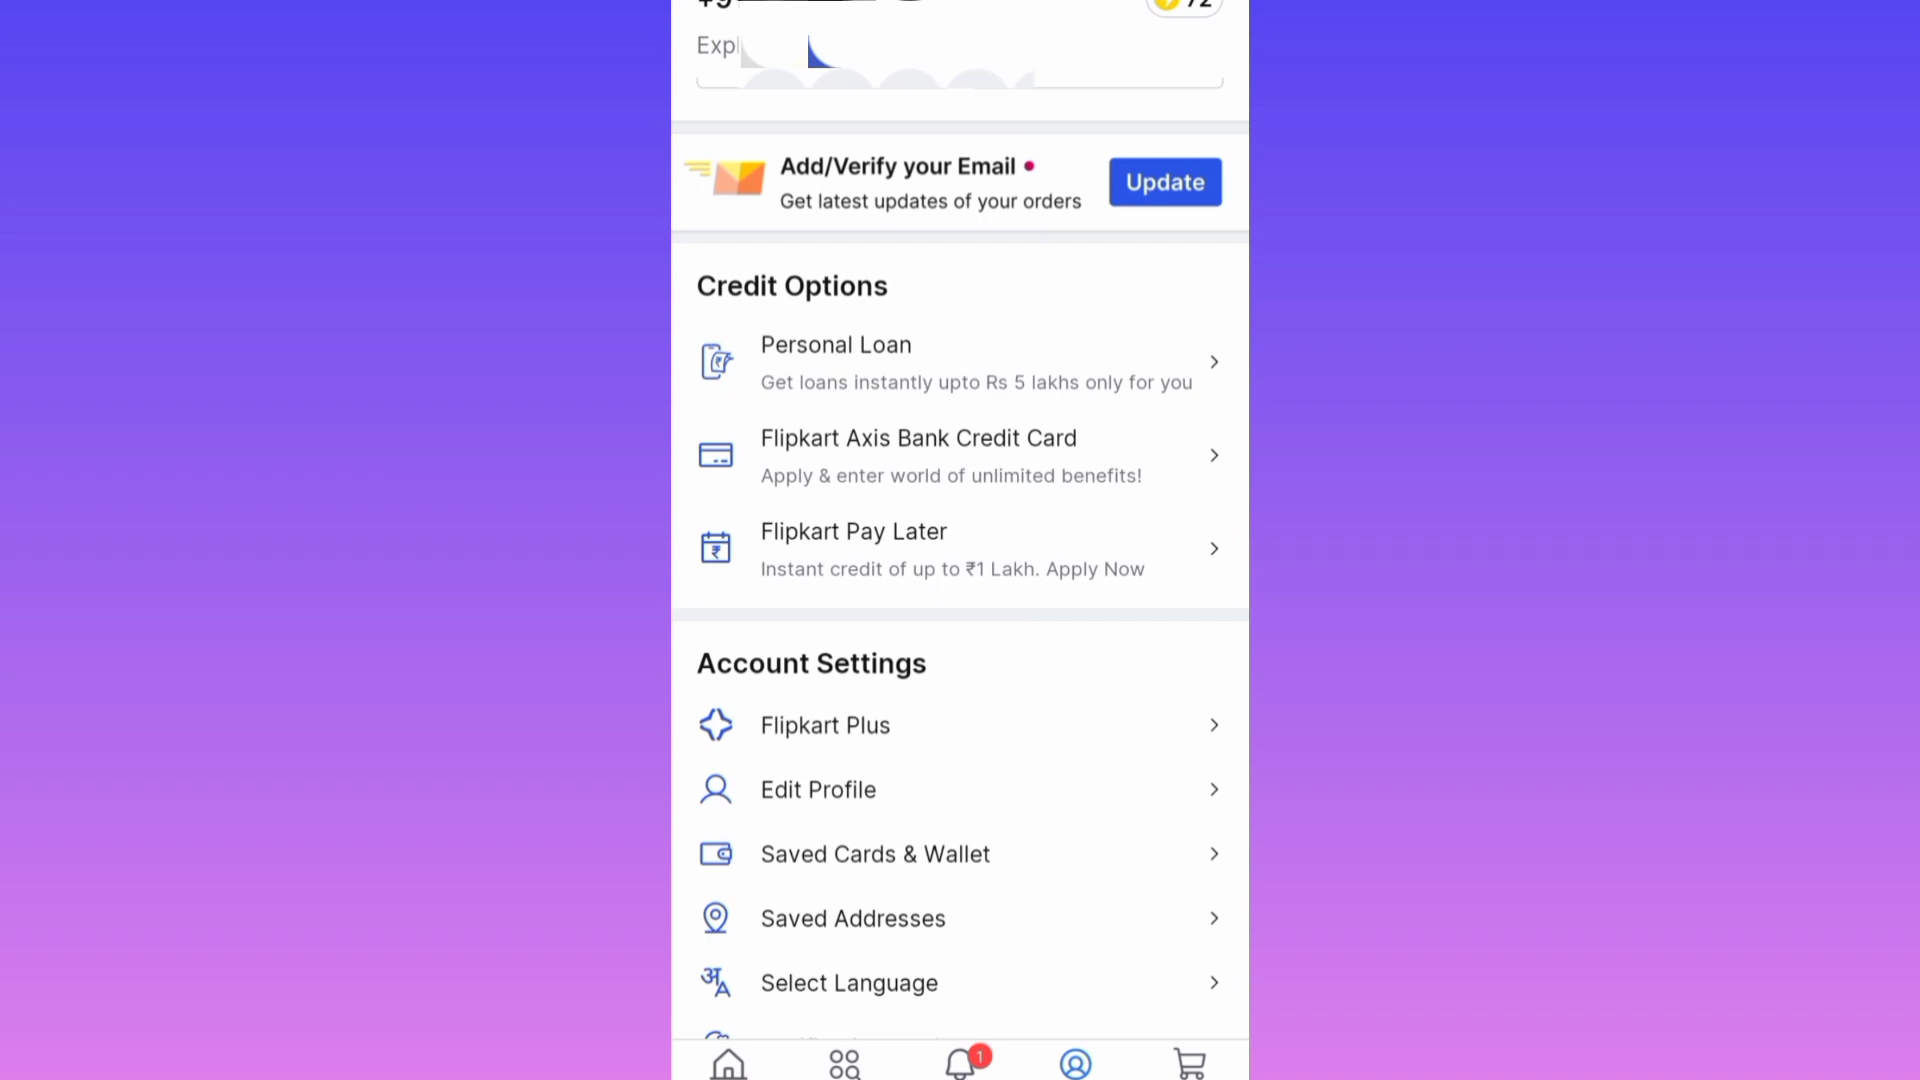 72
Expl
Add/Verify your Email
Update
Get latest updates of your orders
Credit Options
Personal Loan
Get loans instantly upto Rs 5 lakhs only for you
Flipkart Axis Bank Credit Card
Apply & enter world of unlimited benefits!
Flipkart Pay Later
Instant credit of up to ₹1 Lakh. Apply Now
Account Settings
Flipkart Plus
Edit Profile
Saved Cards & Wallet
Saved Addresses
Select Language
1